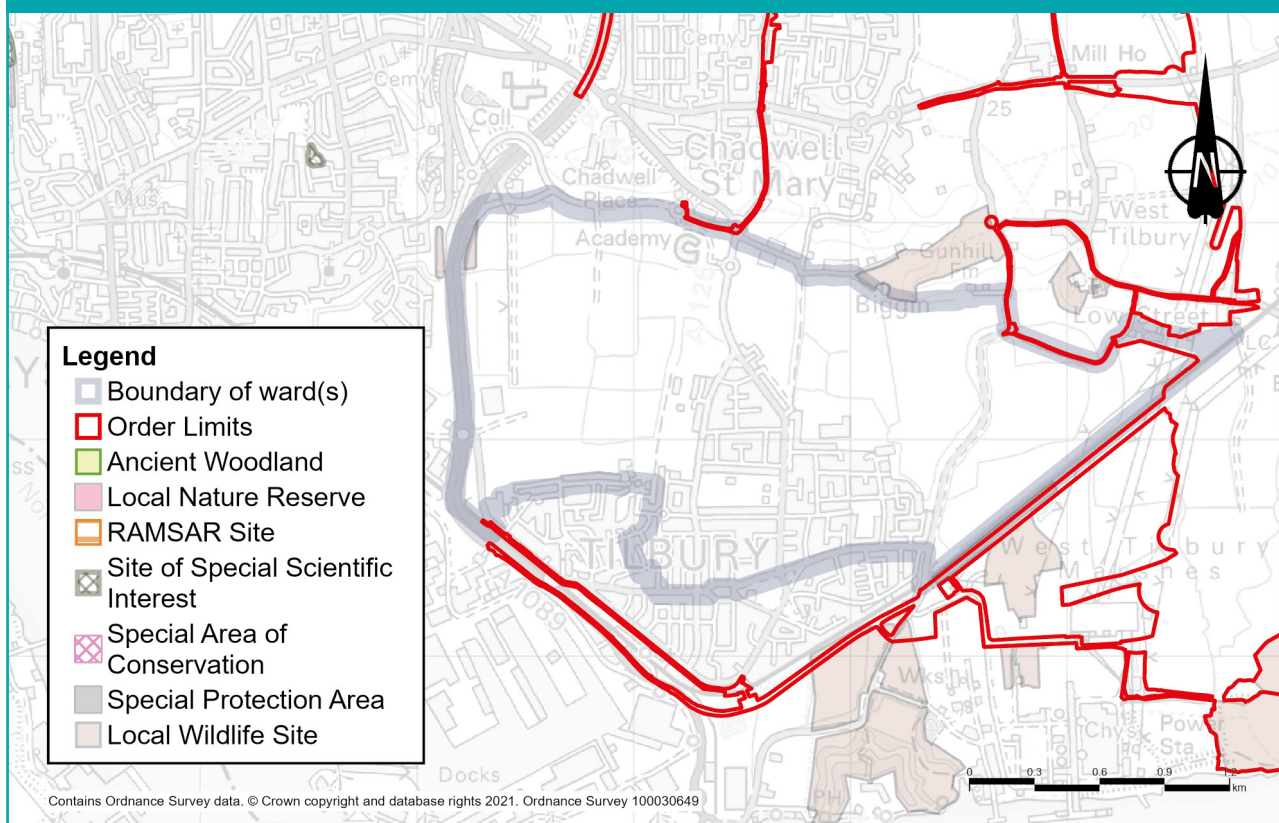 Cemy
Mill Ho
Cemy
Coll
25
20
Chadwell
St Mary
Mus
Chadwell
Place
PH
West
Tilbury
Academy
G
A 126
Gunhill
Fm
Biggin
Low Street
LC
N
Legend
Boundary of ward(s)
Order Limits
Ancient Woodland
Local Nature Reserve
RAMSAR Site
Site of Special Scientific
Interest
Special Area of
Conservation
Special Protection Area
Local Wildlife Site
TILBURY
West Tilbury
Marshes
A1089
Wks
Chys
Power
Sta
Docks
PH
0 0.3 0.6 0.9 1.2
km
Contains Ordnance Survey data. © Crown copyright and database rights 2021. Ordnance Survey 100030649